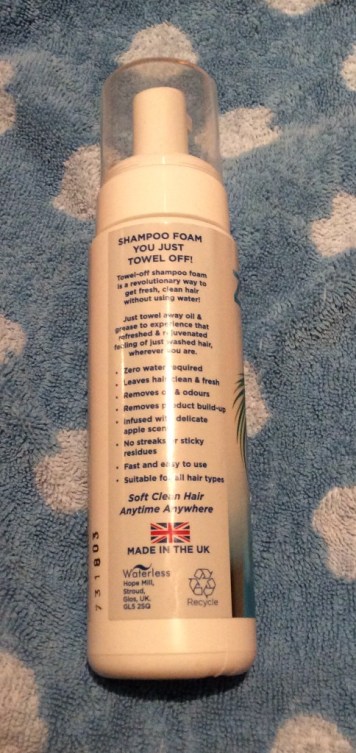 SHAMPOO FOAM
YOU JUST
TOWEL OFF!
Towel-off shampoo foam
is a revolutionary way to
get fresh, clean hair
without using water!
Just towel away oil &
grease to experience that
refreshed & rejuvenated
feeling of just washed hair,
wherever you are.
• Zero water required
• Leaves hair clean & fresh
• Removes oil & odours
• Removes product build-up
• Infused with delicate
apple scent
• No streaks or sticky
residues
• Fast and easy to use
• Suitable for all hair types
Soft Clean Hair
Anytime Anywhere
MADE IN THE UK
Waterless
Hope Mill,
Stroud,
Glos, UK.
GL5 2SQ
Recycle
731803